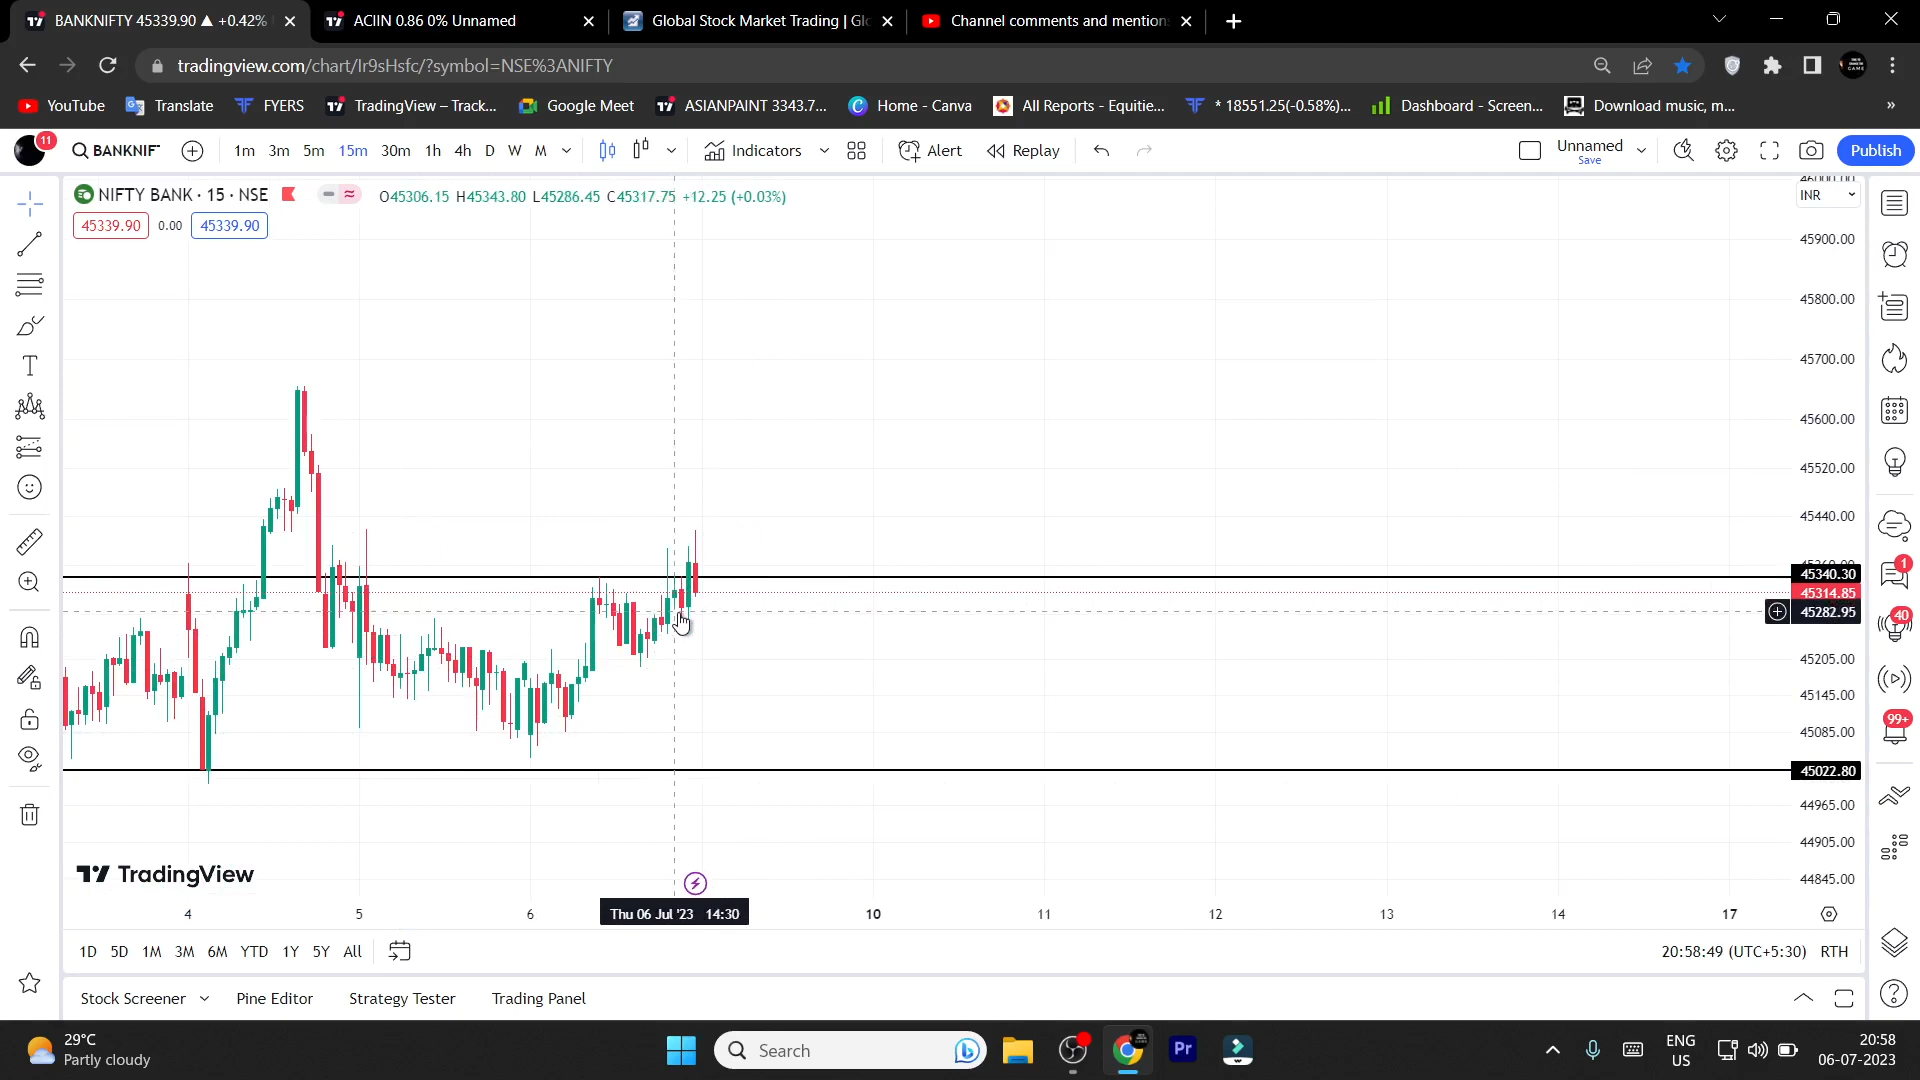 BANKNIFTY 45339.90 ▲ +0.42%
ACIIN 0.86 0% Unnamed
Global Stock Market Trading | Glo
Channel comments and mention
tradingview.com/chart/Ir9sHsfc/?symbol=NSE%3ANIFTY
YouTube Translate FYERS TradingView – Track... Google Meet ASIANPAINT 3343.7... Home - Canva All Reports - Equitie... * 18551.25(-0.58%)... Dashboard - Screen... Download music, m... »
11 BANKNIF 1m 3m 5m 15m 30m 1h 4h D W M Indicators Alert Replay Unnamed Publish
Save
NIFTY BANK · 15 · NSE O45306.15 H45343.80 L45286.45 C45317.75 +12.25 (+0.03%)
INR
45339.90 0.00 45339.90
45900.00
45800.00
45700.00
45600.00
45520.00
45440.00
45340.30
45314.85
45282.95
45205.00
45145.00
45085.00
45022.80
44965.00
44905.00
44845.00
1
40
99+
TradingView
4 5 6 Thu 06 Jul '23 14:30 10 11 12 13 14 17
1D 5D 1M 3M 6M YTD 1Y 5Y All 20:58:49 (UTC+5:30) RTH
Stock Screener Pine Editor Strategy Tester Trading Panel
29°C
Partly cloudy
Search
Pr
ENG
US
20:58
06-07-2023